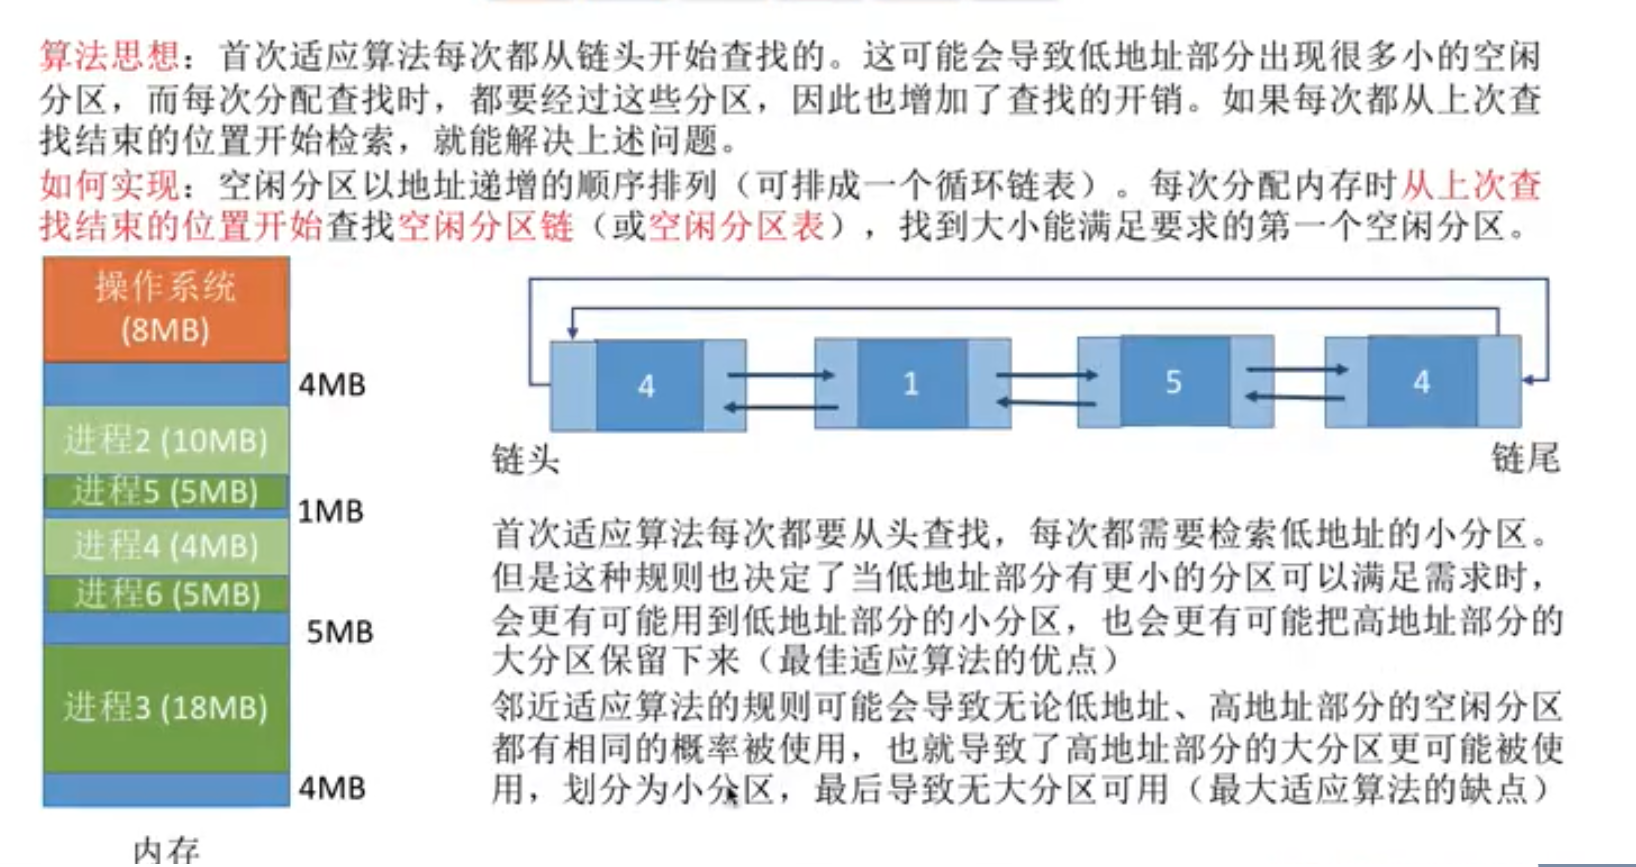 算法思想：首次适应算法每次都从链头开始查找的。这可能会导致低地址部分出现很多小的空闲
分区，而每次分配查找时，都要经过这些分区，因此也增加了查找的开销。如果每次都从上次查
找结束的位置开始检索，就能解决上述问题。
如何实现：空闲分区以地址递增的顺序排列（可排成一个循环链表）。每次分配内存时从上次查
找结束的位置开始查找空闲分区链（或空闲分区表），找到大小能满足要求的第一个空闲分区。
操作系统
(8MB)
4MB
进程2 (10MB)
进程5 (5MB)
1MB
进程4 (4MB)
进程6 (5MB)
5MB
进程3 (18MB)
4MB
内存
4
1
5
4
链头
链尾
首次适应算法每次都要从头查找，每次都需要检索低地址的小分区。
但是这种规则也决定了当低地址部分有更小的分区可以满足需求时，
会更有可能用到低地址部分的小分区，也会更有可能把高地址部分的
大分区保留下来（最佳适应算法的优点）
邻近适应算法的规则可能会导致无论低地址、高地址部分的空闲分区
都有相同的概率被使用，也就导致了高地址部分的大分区更可能被使
用，划分为小分区，最后导致无大分区可用（最大适应算法的缺点）